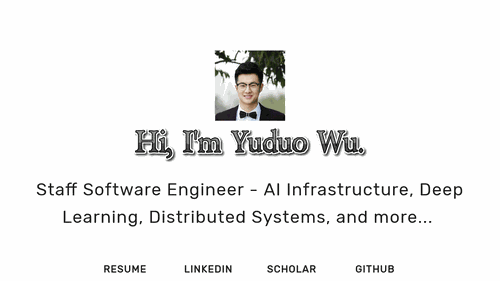 Hi, I'm Yuduo Wu.
Staff Software Engineer - AI Infrastructure, Deep
Learning, Distributed Systems, and more...
RESUME LINKEDIN SCHOLAR GITHUB